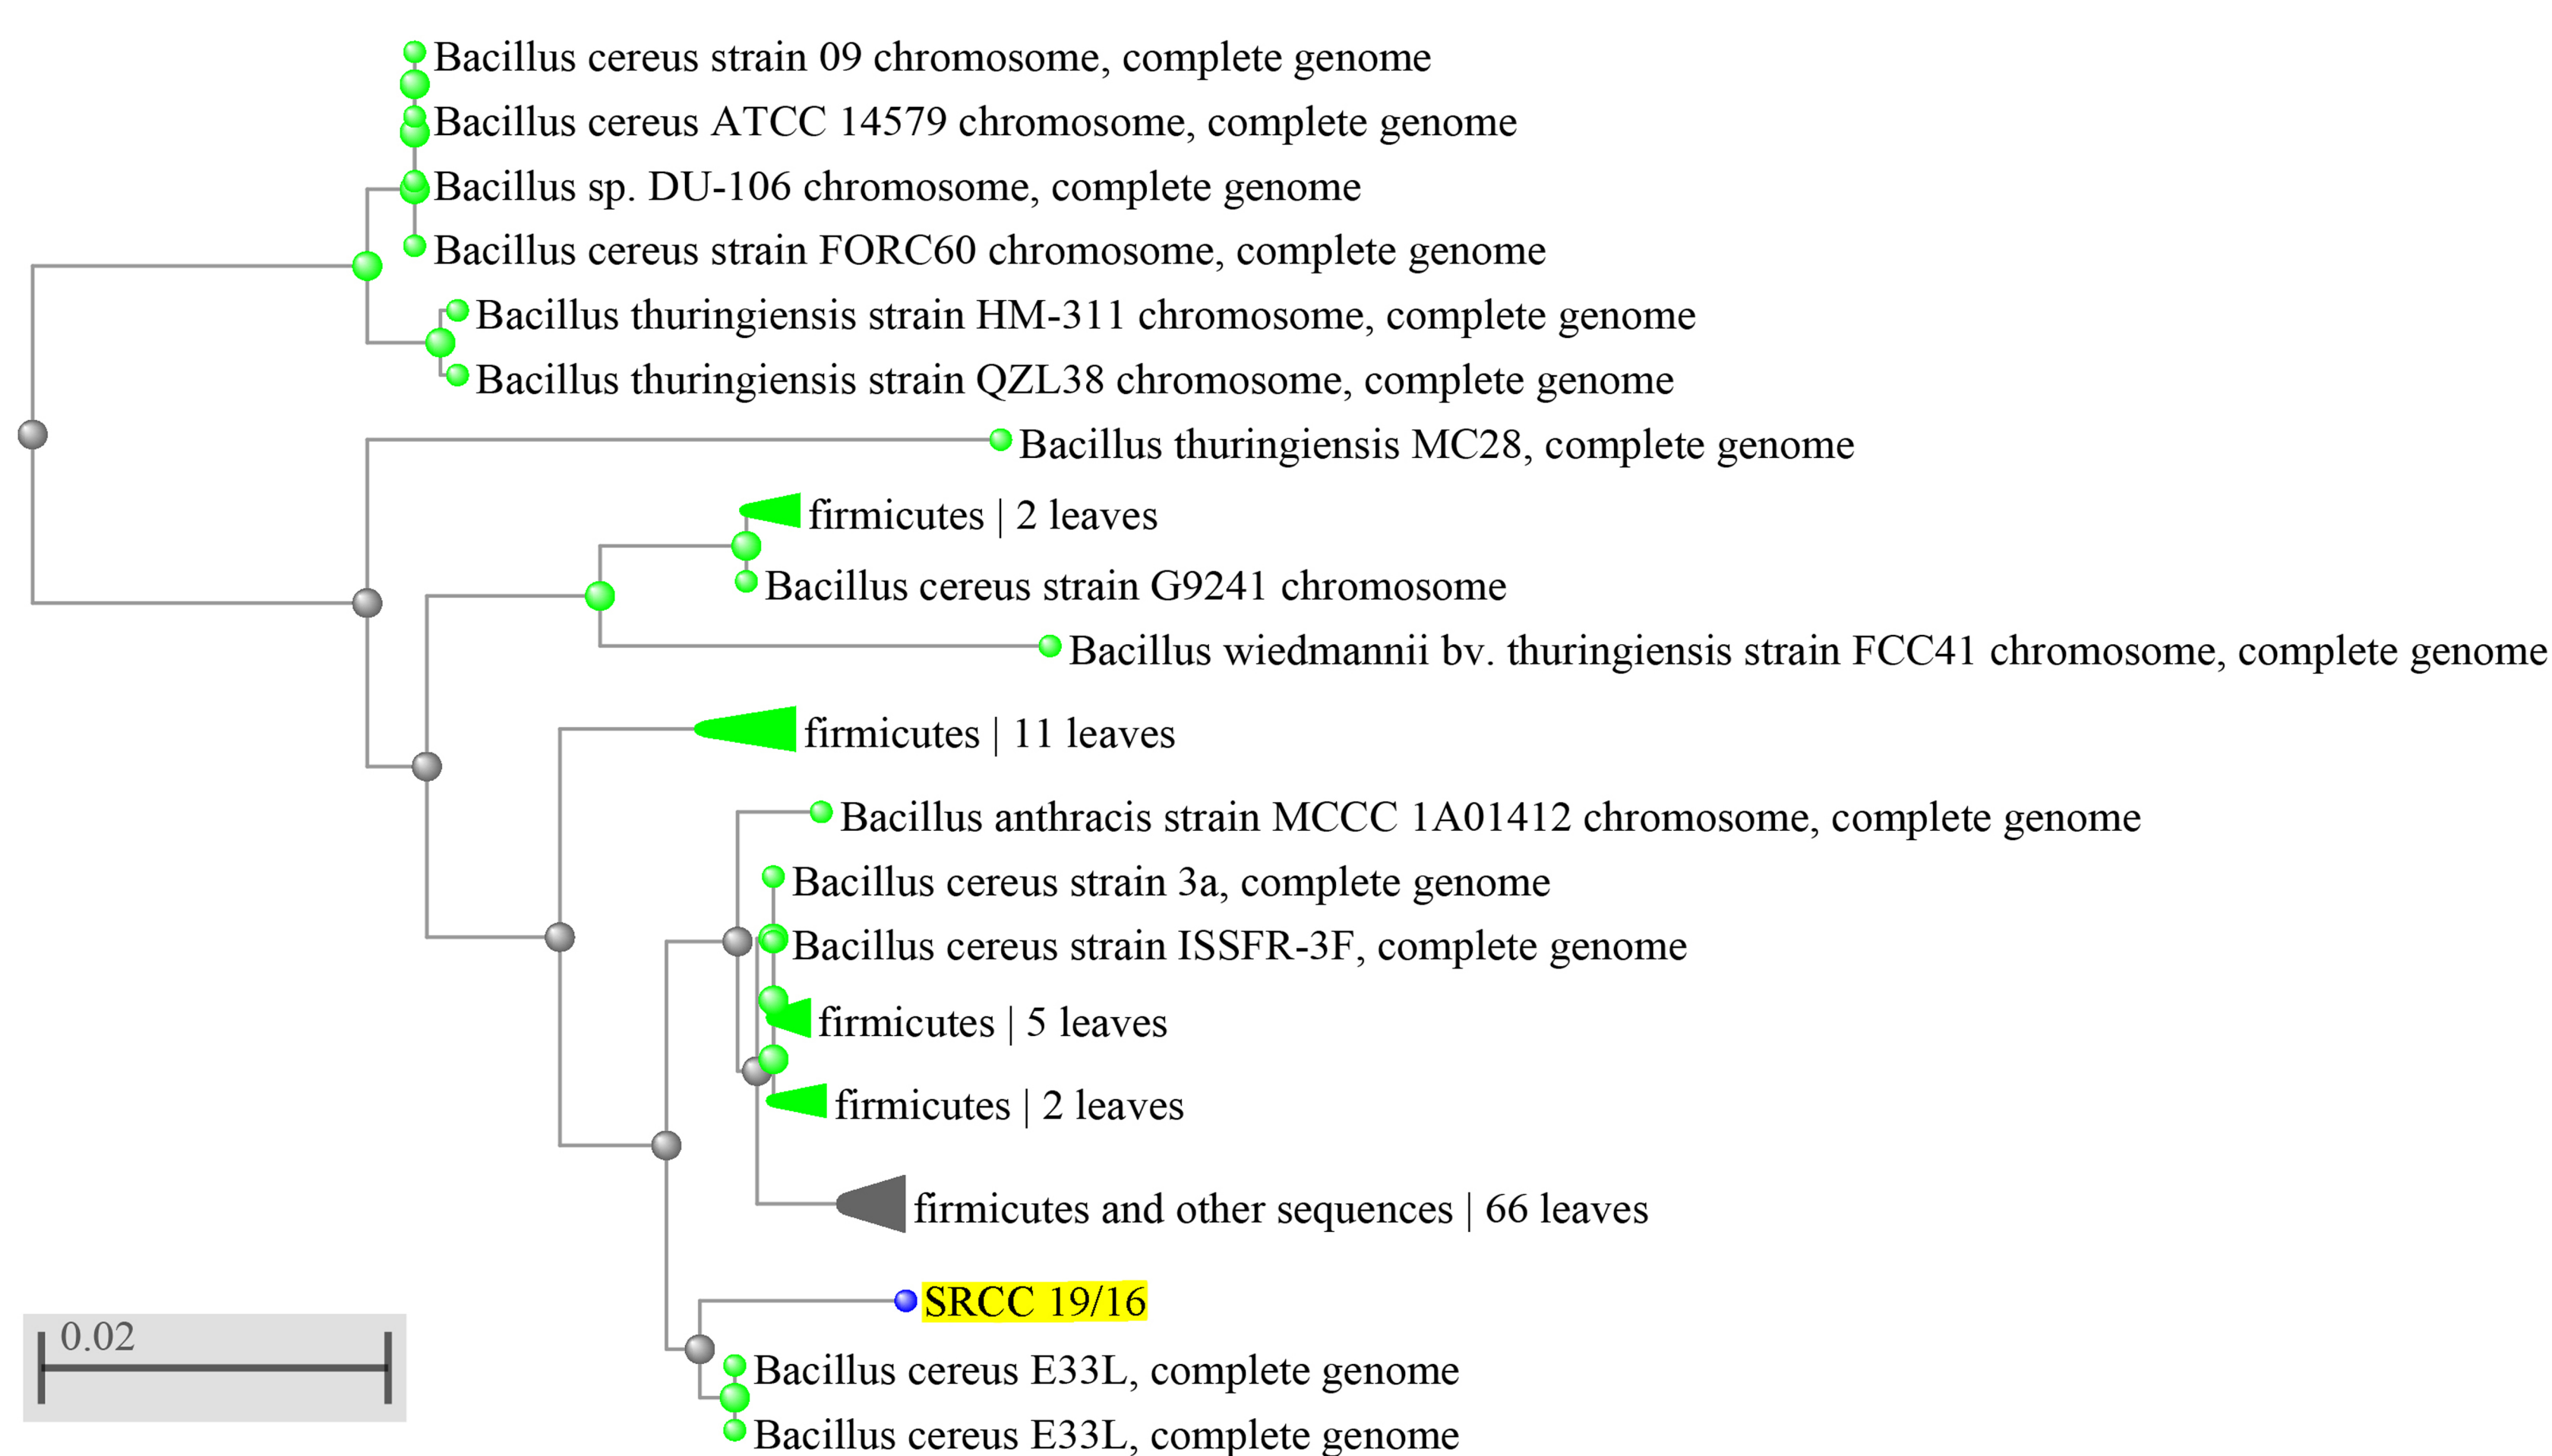 Bacillus cereus strain 09 chromosome, complete genome
Bacillus cereus ATCC 14579 chromosome, complete genome
Bacillus sp. DU-106 chromosome, complete genome
Bacillus cereus strain FORC60 chromosome, complete genome
Bacillus thuringiensis strain HM-311 chromosome, complete genome
Bacillus thuringiensis strain QZL38 chromosome, complete genome
Bacillus thuringiensis MC28, complete genome
firmicutes | 2 leaves
Bacillus cereus strain G9241 chromosome
Bacillus wiedmannii bv. thuringiensis strain FCC41 chromosome, complete genome
firmicutes | 11 leaves
Bacillus anthracis strain MCCC 1A01412 chromosome, complete genome
Bacillus cereus strain 3a, complete genome
Bacillus cereus strain ISSFR-3F, complete genome
firmicutes | 5 leaves
firmicutes | 2 leaves
firmicutes and other sequences | 66 leaves
SRCC 19/16
0.02
Bacillus cereus E33L, complete genome
Bacillus cereus E33L, complete genome